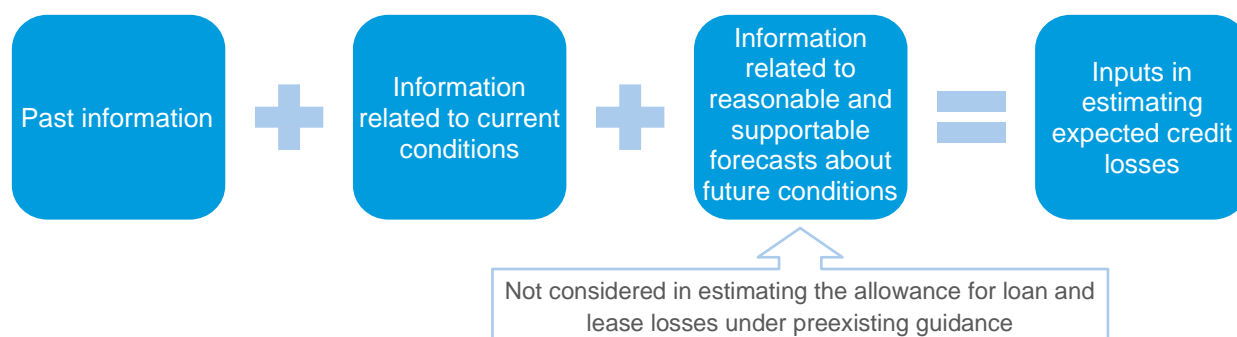 Past information
Information
related to current
conditions
Information
related to
reasonable and
supportable
forecasts about
future conditions
Inputs in
estimating
expected credit
losses
Not considered in estimating the allowance for loan and
lease losses under preexisting guidance